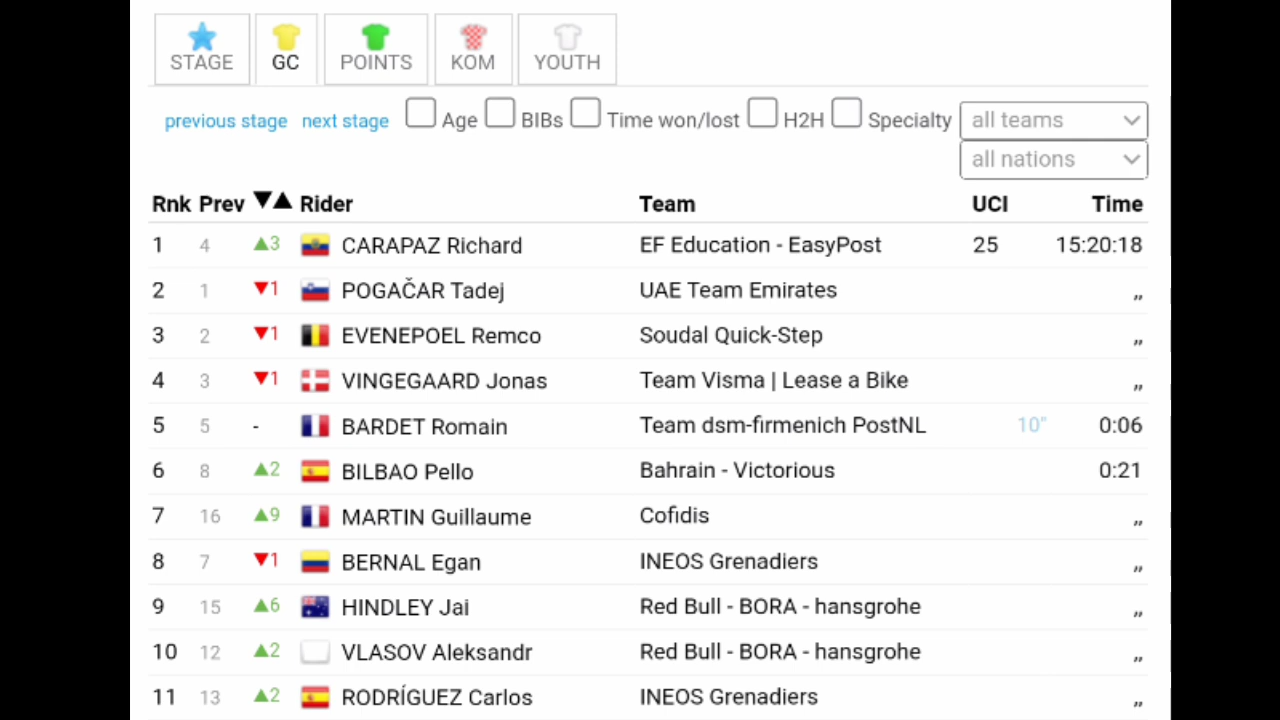 STAGE GC POINTS KOM YOUTH
previous stage next stage Age BIBs Time won/lost H2H Specialty all teams
all nations
Rnk Prev ▼▲ Rider Team UCI Time
1 4 ▲3 CARAPAZ Richard EF Education - EasyPost 25 15:20:18
2 1 ▼1 POGAČAR Tadej UAE Team Emirates ,,
3 2 ▼1 EVENEPOEL Remco Soudal Quick-Step ,,
4 3 ▼1 VINGEGAARD Jonas Team Visma | Lease a Bike ,,
5 5 - BARDET Romain Team dsm-firmenich PostNL 10" 0:06
6 8 ▲2 BILBAO Pello Bahrain - Victorious 0:21
7 16 ▲9 MARTIN Guillaume Cofidis ,,
8 7 ▼1 BERNAL Egan INEOS Grenadiers ,,
9 15 ▲6 HINDLEY Jai Red Bull - BORA - hansgrohe ,,
10 12 ▲2 VLASOV Aleksandr Red Bull - BORA - hansgrohe ,,
11 13 ▲2 RODRÍGUEZ Carlos INEOS Grenadiers ,,